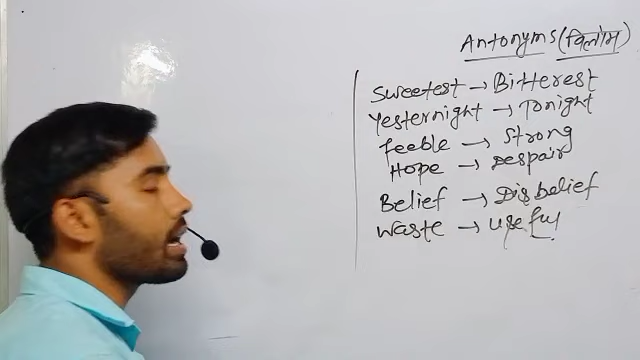 Antonyms (विलोम)
Sweetest → Bitterest
Yesternight → Tonight
feeble → Strong
Hope → Despair
Belief → Disbelief
Waste → Useful